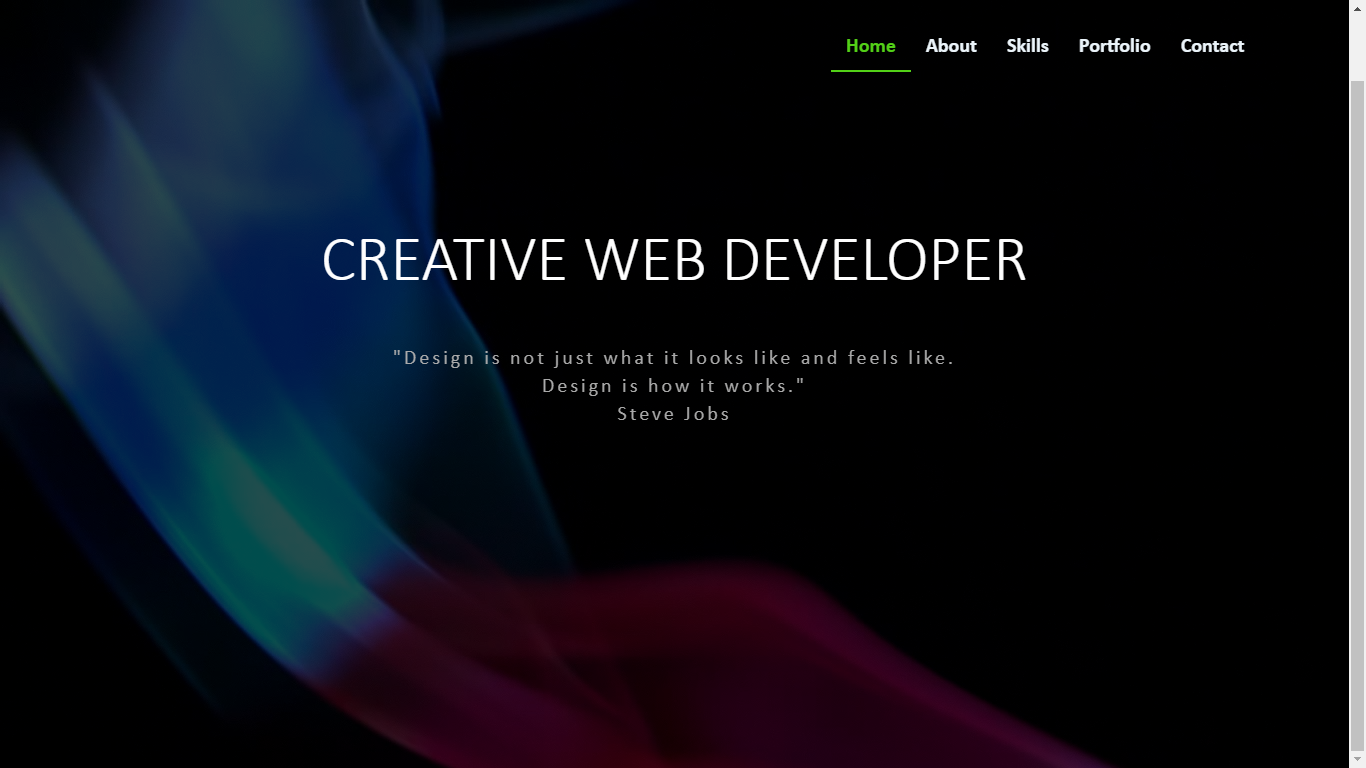 Home About Skills Portfolio Contact
CREATIVE WEB DEVELOPER
"Design is not just what it looks like and feels like.
Design is how it works."
Steve Jobs